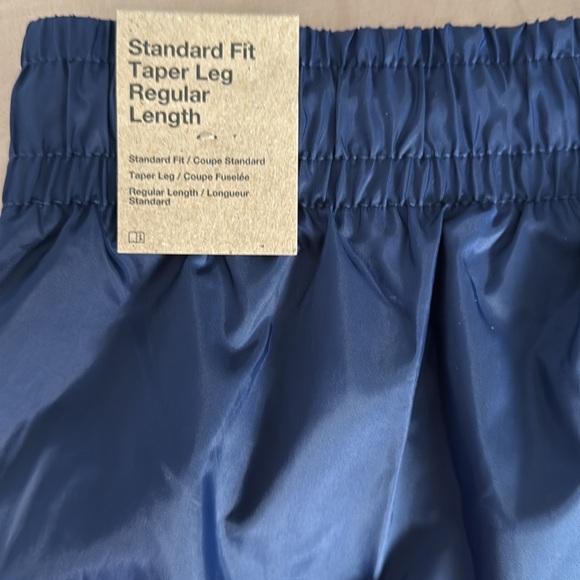 Standard Fit
Taper Leg
Regular
Length
Standard Fit / Coupe Standard
Taper Leg / Coupe Fuselée
Regular Length / Longueur
Standard